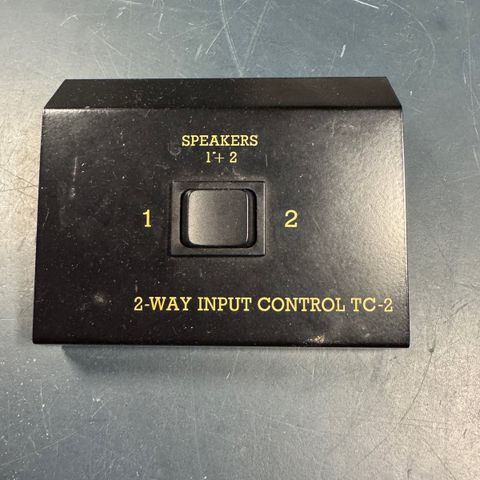 SPEAKERS
1 + 2
1
2
2-WAY INPUT CONTROL TC-2